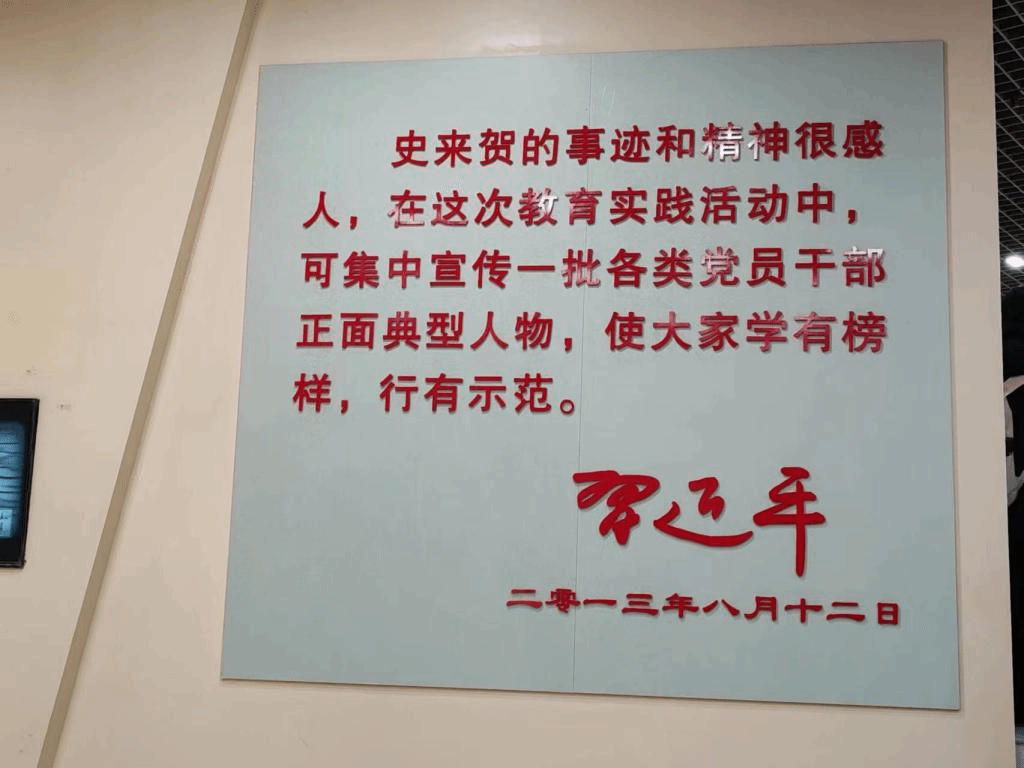 史来贺的事迹和精神很感
人，在这次教育实践活动中，
可集中宣传一批各类党员干部
正面典型人物，使大家学有榜
样，行有示范。
习近平
二零一三年八月十二日